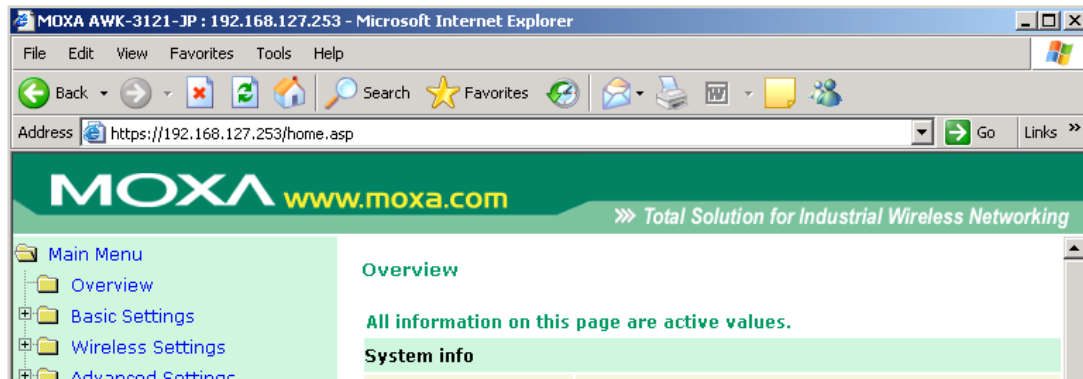 MOXA AWK-3121-JP : 192.168.127.253 - Microsoft Internet Explorer
File Edit View Favorites Tools Help
Back Search Favorites
Address https://192.168.127.253/home.asp Go Links »
MOXA www.moxa.com
Total Solution for Industrial Wireless Networking
Main Menu
Overview
Basic Settings
Wireless Settings
Advanced Settings
Overview
All information on this page are active values.
System info